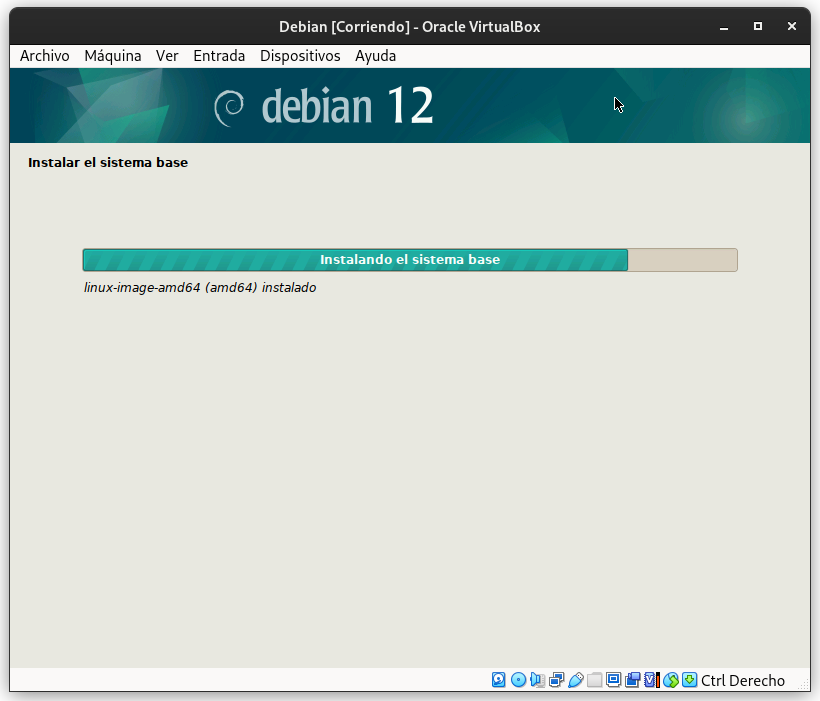 Debian [Corriendo] - Oracle VirtualBox
Archivo Máquina Ver Entrada Dispositivos Ayuda
debian 12
Instalar el sistema base
Instalando el sistema base
linux-image-amd64 (amd64) instalado
Ctrl Derecho